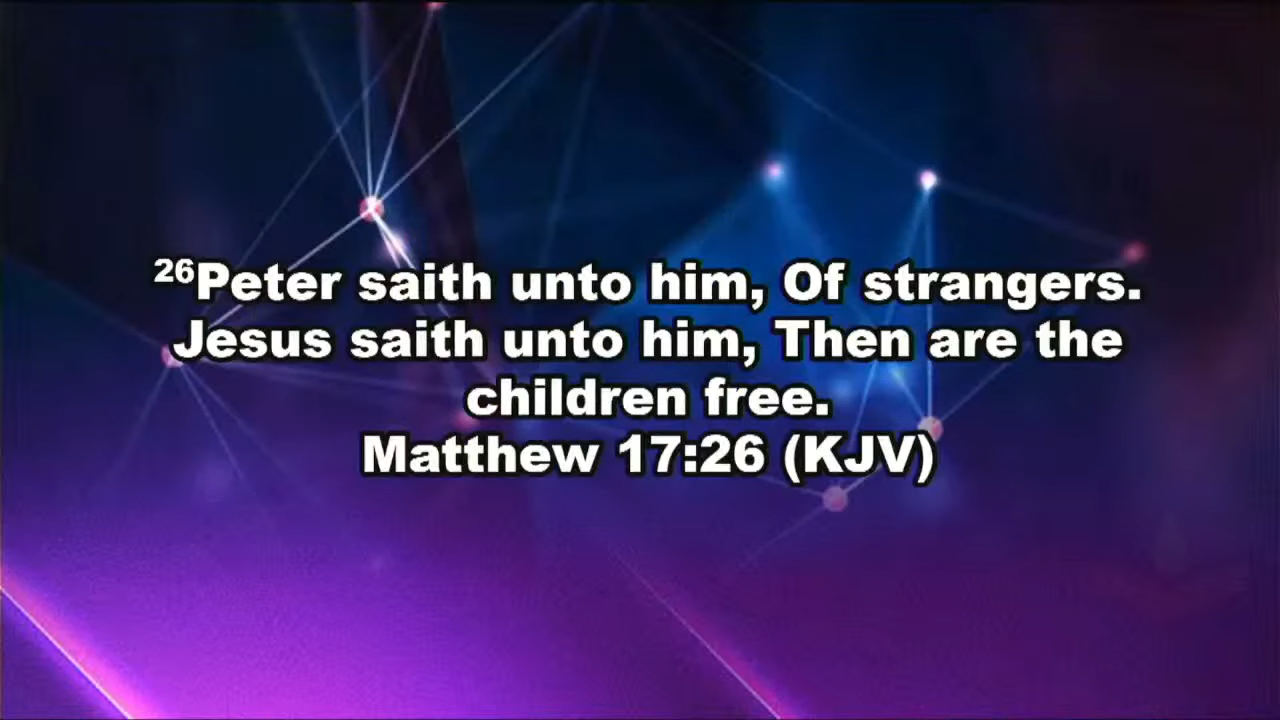 ²⁶Peter saith unto him, Of strangers.
Jesus saith unto him, Then are the
children free.
Matthew 17:26 (KJV)